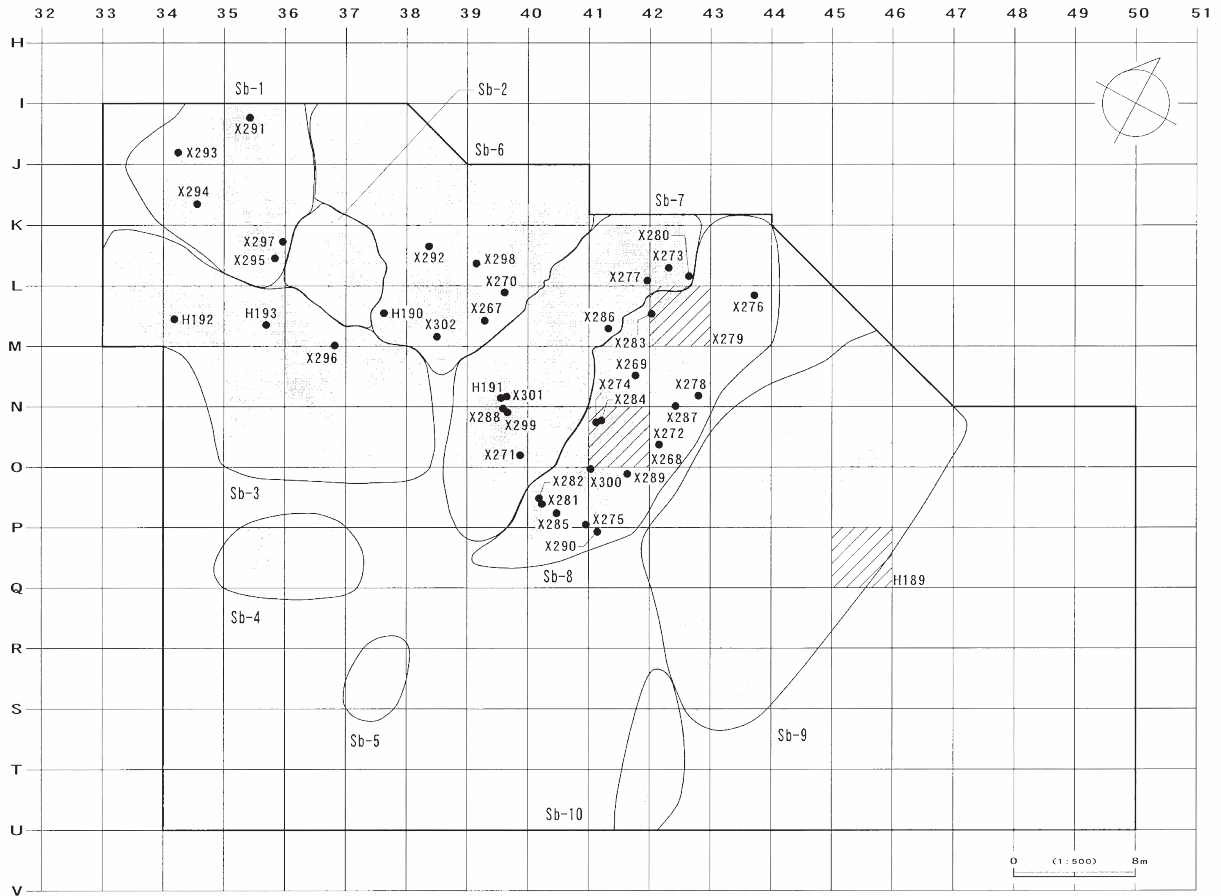 32 33 34 35 36 37 38 39 40 41 42 43 44 45 46 47 48 49 50 51
H
Sb-1
Sb-2
I
X291
X293
Sb-6
J
X294
Sb-7
K
X280
X297
X292
X273
X295
X298
X277
X270
L
X276
H192
H193
H190
X267
X286
X302
X283
X279
M
X296
X269
X274
X278
H191
X301
X284
N
X288
X299
X287
X272
X271
X268
O
X282
X300
X289
Sb-3
X281
X285
X275
P
X290
Sb-8
H189
Q
Sb-4
R
S
Sb-9
Sb-5
T
Sb-10
U
0 (1:500) 8m
V